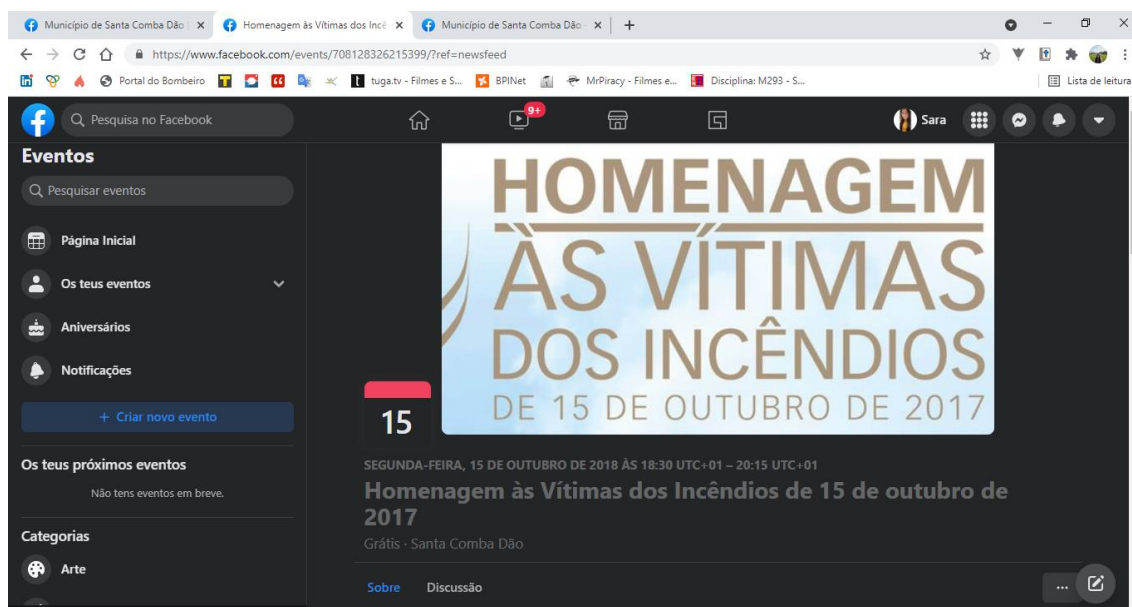 Município de Santa Comba Dão |
Homenagem às Vítimas dos Incê
Município de Santa Comba Dão
https://www.facebook.com/events/708128326215399/?ref=newsfeed
Portal do Bombeiro
tuga.tv - Filmes e S...
BPINet
MrPiracy - Filmes e...
Disciplina: M293 - S...
Lista de leitura
Pesquisa no Facebook
9+
Sara
Eventos
Pesquisar eventos
Página Inicial
Os teus eventos
Aniversários
Notificações
+ Criar novo evento
Os teus próximos eventos
Não tens eventos em breve.
Categorias
Arte
HOMENAGEM
ÀS VÍTIMAS
DOS INCÊNDIOS
DE 15 DE OUTUBRO DE 2017
15
SEGUNDA-FEIRA, 15 DE OUTUBRO DE 2018 ÀS 18:30 UTC+01 – 20:15 UTC+01
Homenagem às Vítimas dos Incêndios de 15 de outubro de
2017
Grátis · Santa Comba Dão
Sobre
Discussão